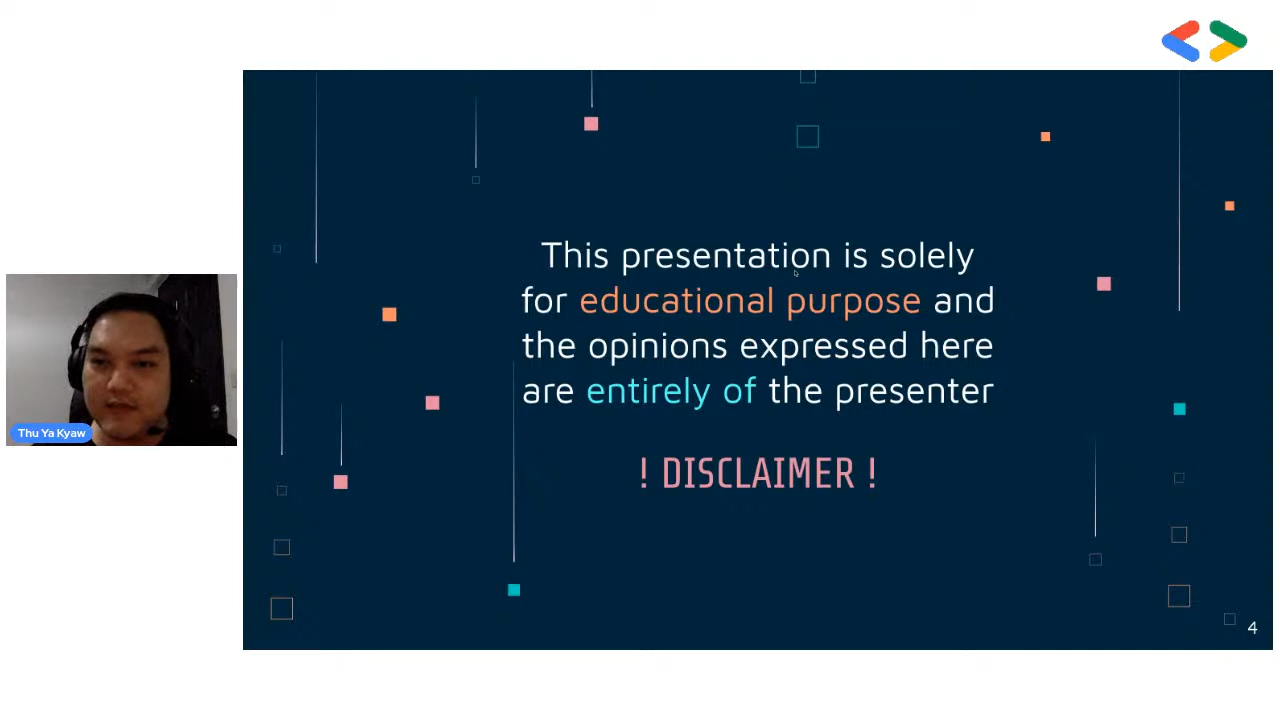 This presentation is solely
for educational purpose and
the opinions expressed here
are entirely of the presenter
! DISCLAIMER !
Thu Ya Kyaw
4